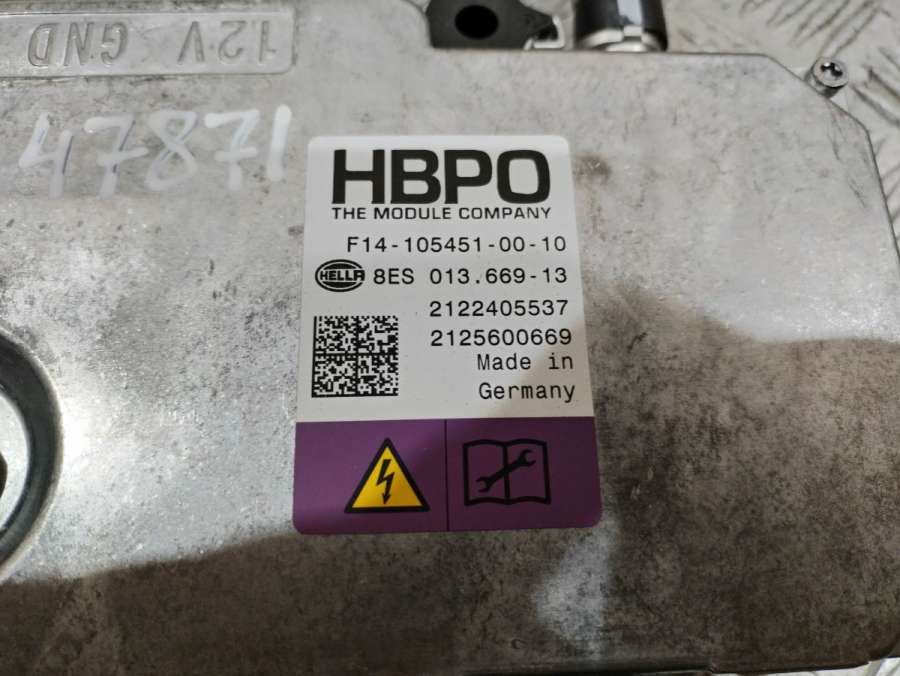 12V GND
47871
HBPO
THE MODULE COMPANY
F14-105451-00-10
HELLA 8ES 013.669-13
2122405537
2125600669
Made in
Germany